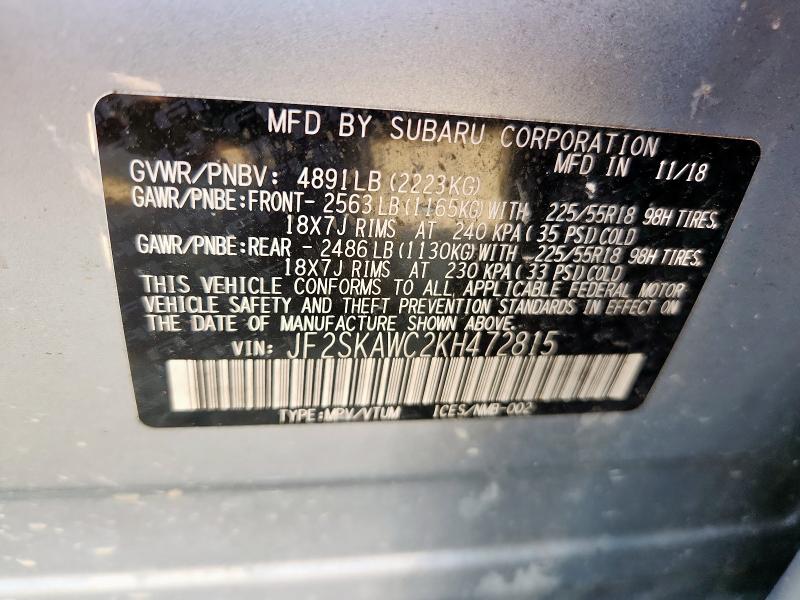 MFD BY SUBARU CORPORATION
MFD IN 11/18
GVWR/PNBV: 4891LB (2223KG)
GAWR/PNBE:FRONT- 2563LB(1165KG)WITH 225/55R18 98H TIRES,
18X7J RIMS AT 240 KPA( 35 PSI)COLD
GAWR/PNBE:REAR - 2486LB(1130KG)WITH 225/55R18 98H TIRES,
18X7J RIMS AT 230 KPA( 33 PSI)COLD
THIS VEHICLE CONFORMS TO ALL APPLICABLE FEDERAL MOTOR
VEHICLE SAFETY AND THEFT PREVENTION STANDARDS IN EFFECT ON
THE DATE OF MANUFACTURE SHOWN ABOVE.
VIN: JF2SKAWC2KH472815
TYPE:MPV/VTUM ICES/NMB-002